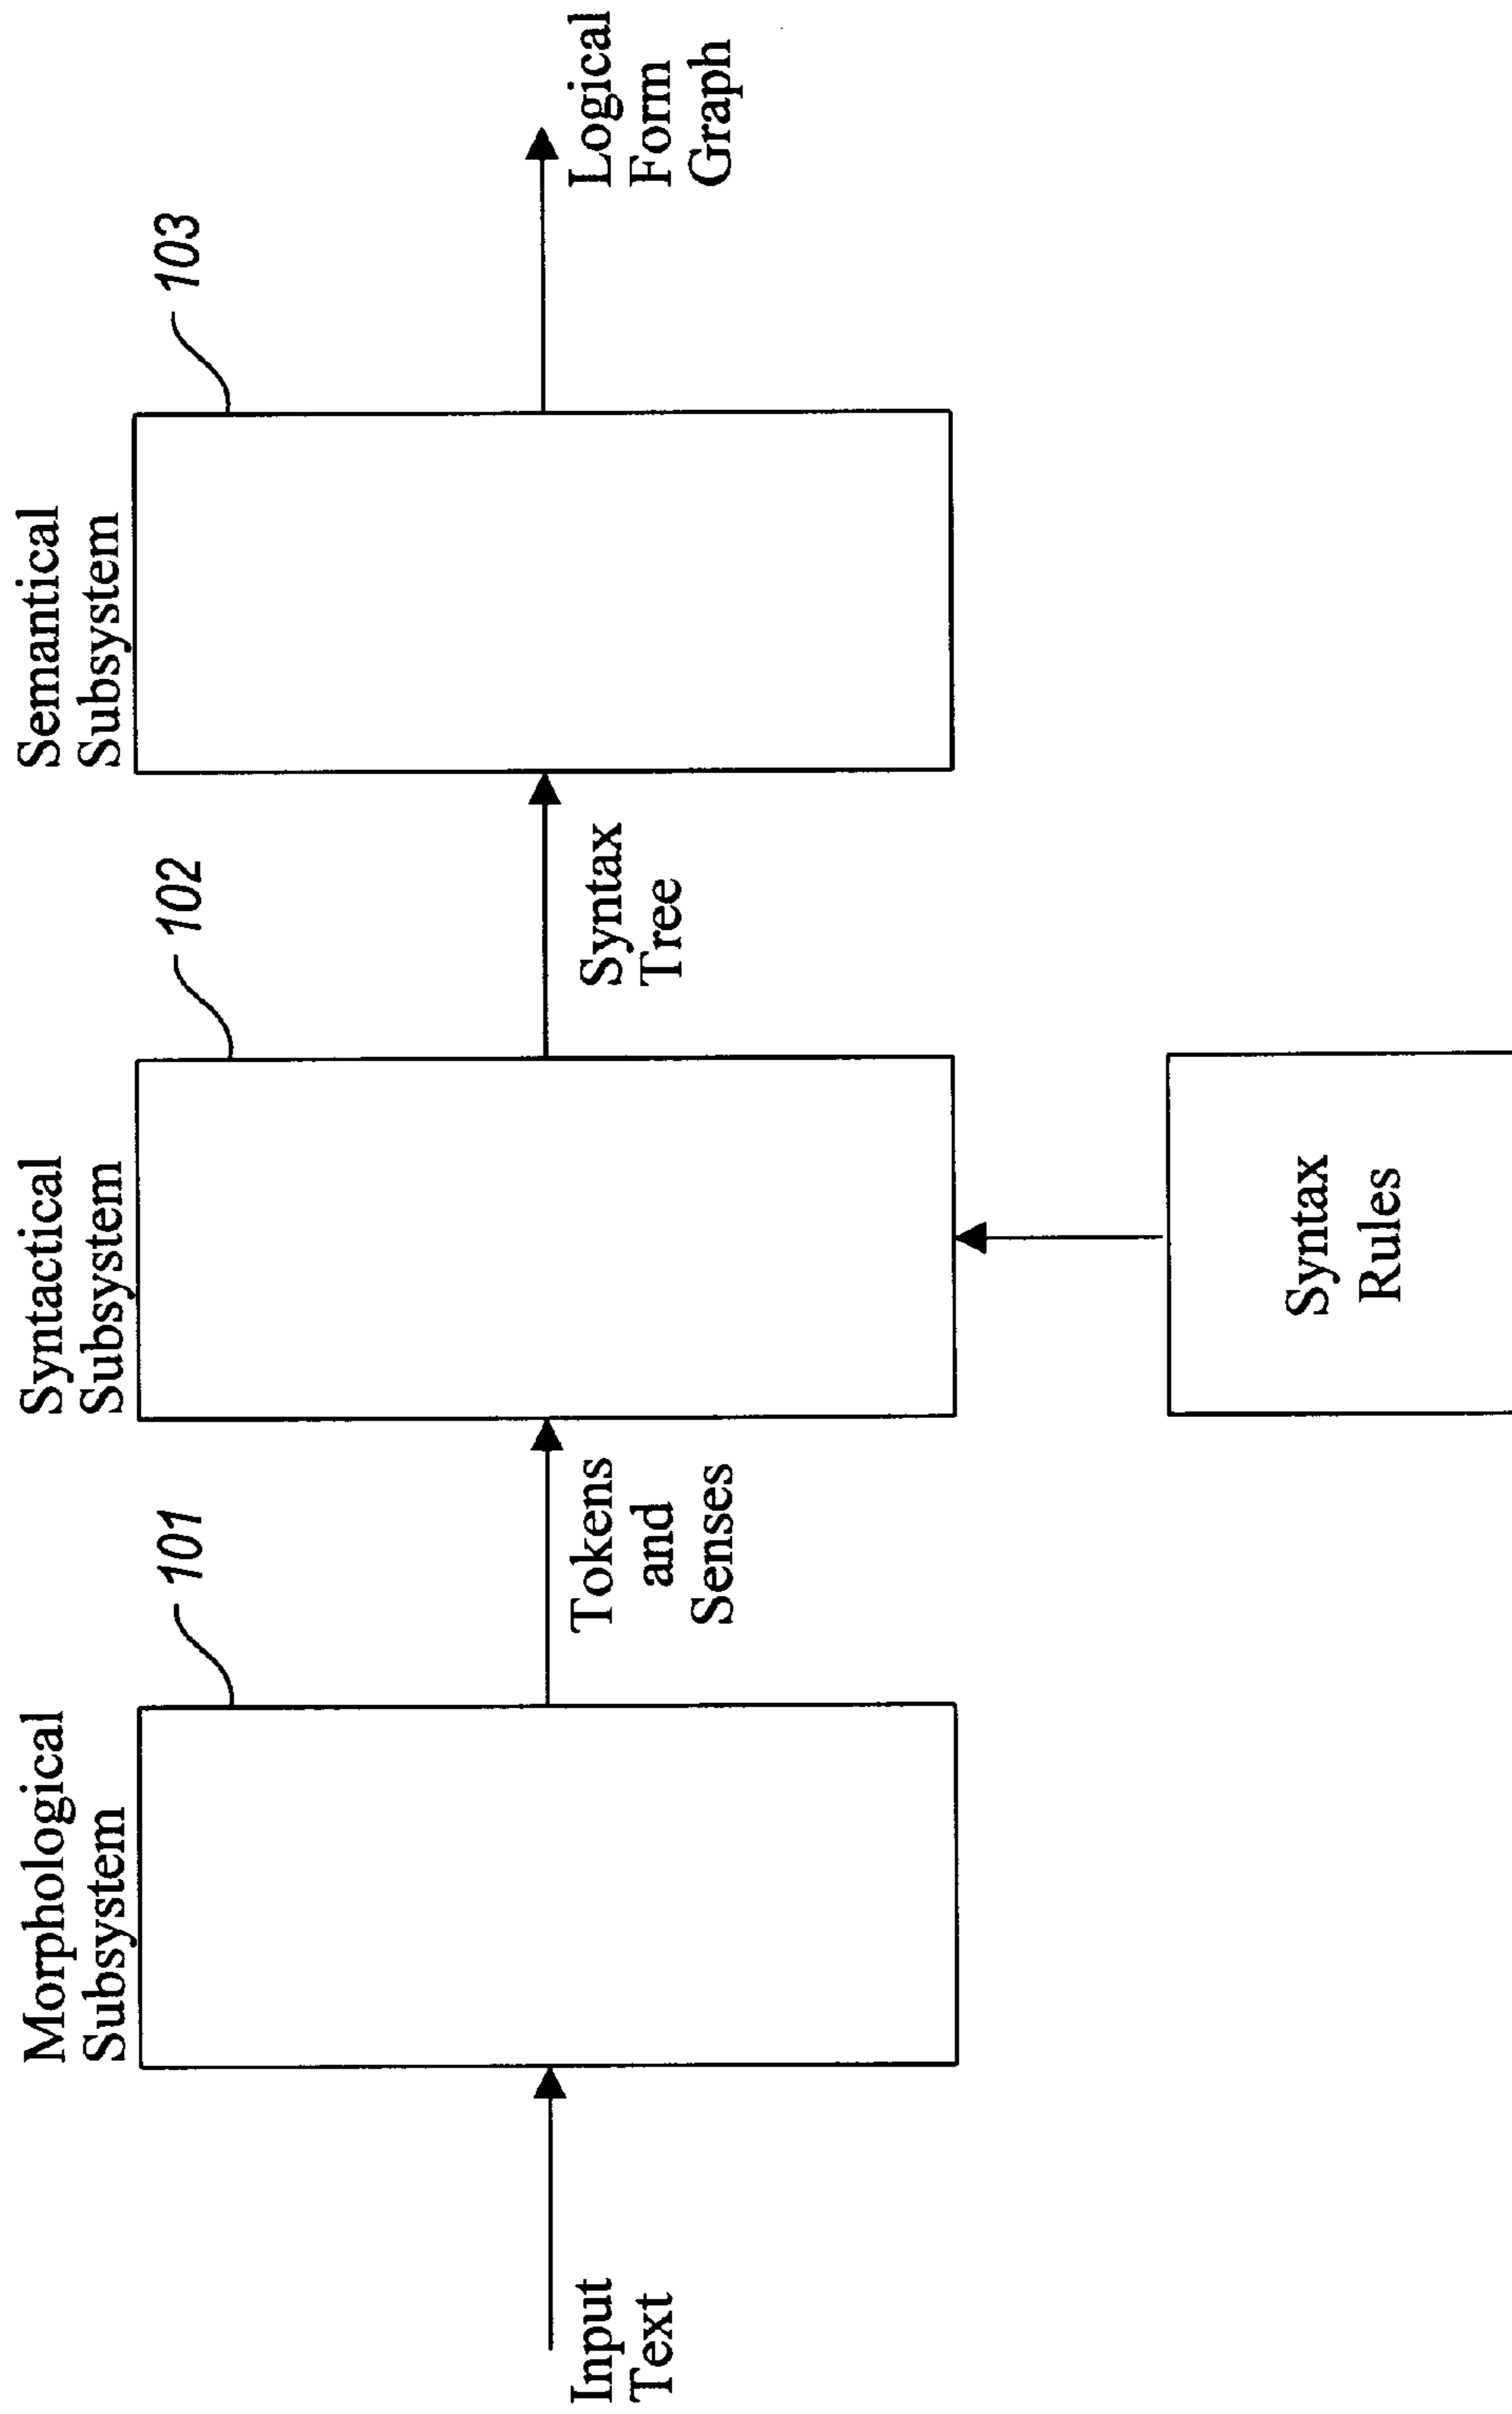 Input
Text
Morphological
Subsystem
101
Tokens
and
Senses
Syntactical
Subsystem
102
Syntax
Rules
Syntax
Tree
Semantical
Subsystem
103
Logical
Form
Graph